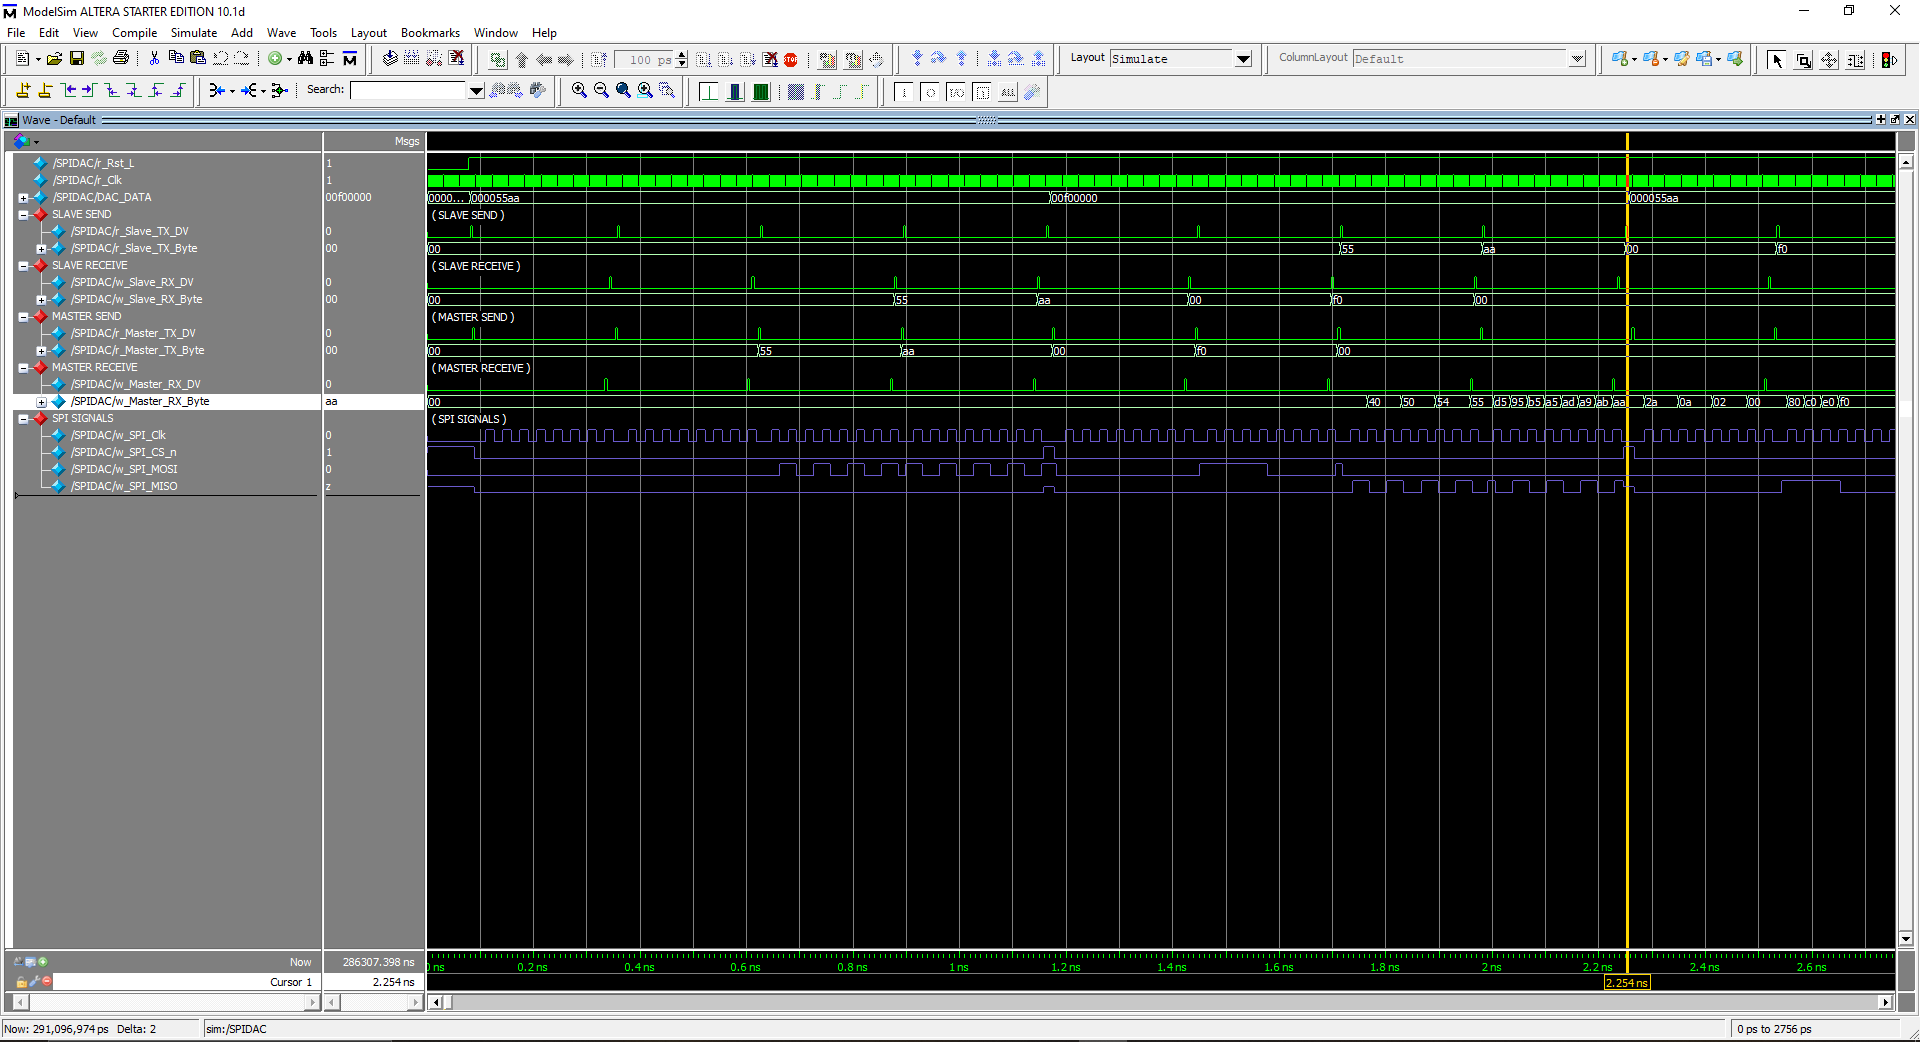 ModelSim ALTERA STARTER EDITION 10.1d
File Edit View Compile Simulate Add Wave Tools Layout Bookmarks Window Help
100 ps Layout Simulate ColumnLayout Default
Search:
Wave - Default
Msgs
/SPIDAC/r_Rst_L 1
/SPIDAC/r_Clk 1
/SPIDAC/DAC_DATA 00f00000 0000... 000055aa 00f00000 000055aa
SLAVE SEND ( SLAVE SEND )
/SPIDAC/r_Slave_TX_DV 0
/SPIDAC/r_Slave_TX_Byte 00 00 55 aa 00 f0
SLAVE RECEIVE ( SLAVE RECEIVE )
/SPIDAC/w_Slave_RX_DV 0
/SPIDAC/w_Slave_RX_Byte 00 00 55 aa 00 f0 00
MASTER SEND ( MASTER SEND )
/SPIDAC/r_Master_TX_DV 0
/SPIDAC/r_Master_TX_Byte 00 00 55 aa 00 f0 00
MASTER RECEIVE ( MASTER RECEIVE )
/SPIDAC/w_Master_RX_DV 0
/SPIDAC/w_Master_RX_Byte aa 00 40 50 54 55 d5 95 b5 a5 ad a9 ab aa 2a 0a 02 00 80 c0 e0 f0
SPI SIGNALS ( SPI SIGNALS )
/SPIDAC/w_SPI_Clk 0
/SPIDAC/w_SPI_CS_n 1
/SPIDAC/w_SPI_MOSI 0
/SPIDAC/w_SPI_MISO z
Now 286307.398 ns 0 ns 0.2 ns 0.4 ns 0.6 ns 0.8 ns 1 ns 1.2 ns 1.4 ns 1.6 ns 1.8 ns 2 ns 2.2 ns 2.4 ns 2.6 ns
Cursor 1 2.254 ns 2.254 ns
Now: 291,096,974 ps Delta: 2 sim:/SPIDAC 0 ps to 2756 ps